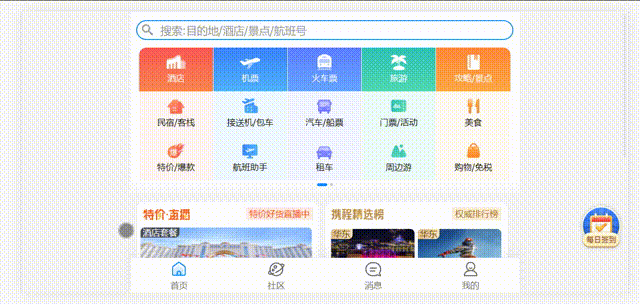 搜索:目的地/酒店/景点/航班号
酒店 机票 火车票 旅游 攻略/景点
民宿/客栈 接送机/包车 汽车/船票 门票/活动 美食
特价/爆款 航班助手 租车 周边游 购物/免税
特价·直播 特价好货直播中 携程精选榜 权威排行榜
酒店套餐 华东 华东
每日签到
首页 社区 消息 我的